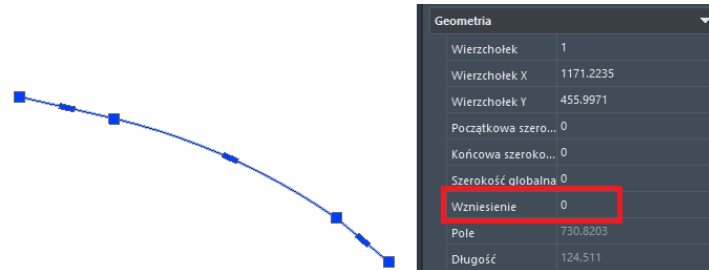 Geometria
Wierzchołek 1
Wierzchołek X 1171.2235
Wierzchołek Y 455.9971
Początkowa szero... 0
Końcowa szeroko... 0
Szerokość globalna 0
Wzniesienie 0
Pole 730.8203
Długość 124.511